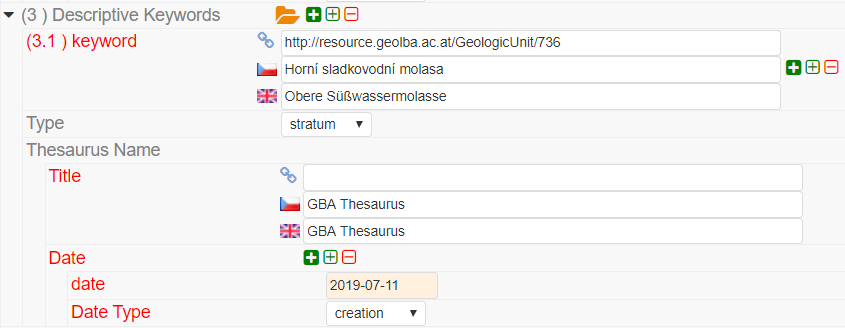 (3 ) Descriptive Keywords
(3.1 ) keyword
http://resource.geolba.ac.at/GeologicUnit/736
Horní sladkovodní molasa
Obere Süßwassermolasse
Type
stratum
Thesaurus Name
Title
GBA Thesaurus
GBA Thesaurus
Date
date
2019-07-11
Date Type
creation